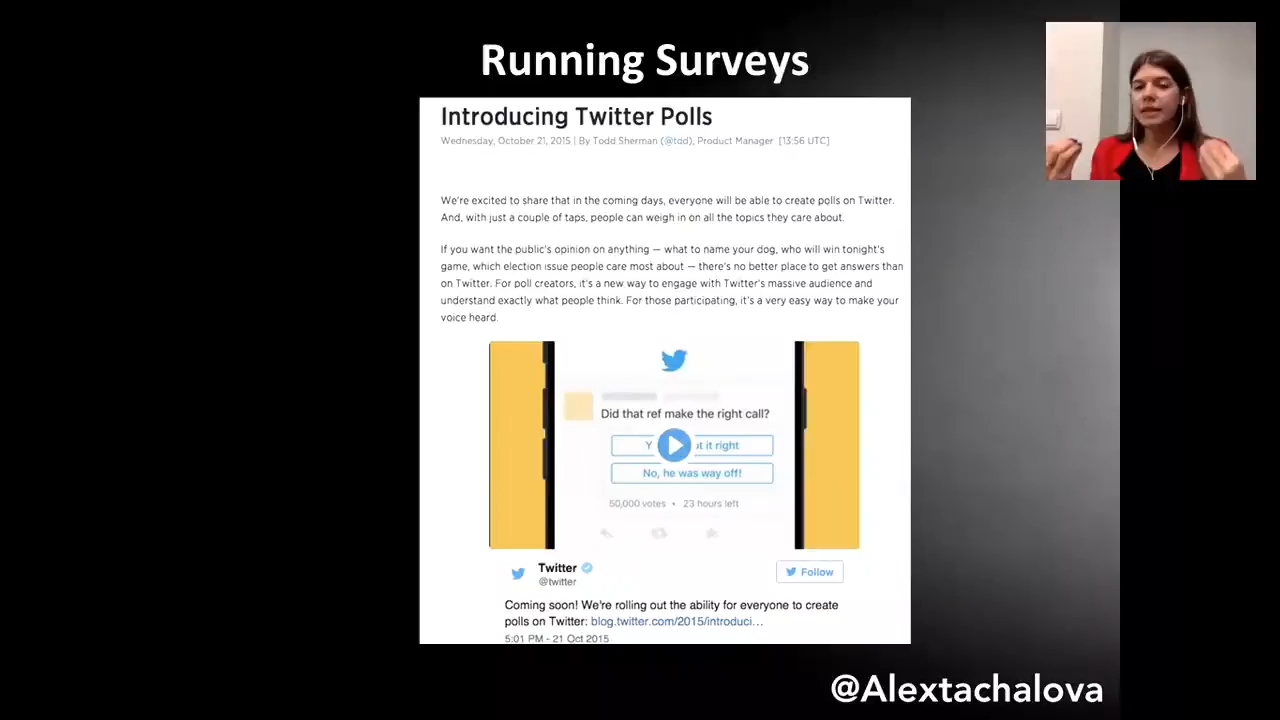 Running Surveys
Introducing Twitter Polls
Wednesday, October 21, 2015 | By Todd Sherman (@tdd), Product Manager [13:56 UTC]
We're excited to share that in the coming days, everyone will be able to create polls on Twitter.
And, with just a couple of taps, people can weigh in on all the topics they care about.
If you want the public's opinion on anything — what to name your dog, who will win tonight's
game, which election issue people care most about — there's no better place to get answers than
on Twitter. For poll creators, it's a new way to engage with Twitter's massive audience and
understand exactly what people think. For those participating, it's a very easy way to make your
voice heard.
Did that ref make the right call?
Y ot it right
No, he was way off!
50,000 votes • 23 hours left
Twitter
@twitter
Follow
Coming soon! We're rolling out the ability for everyone to create
polls on Twitter: blog.twitter.com/2015/introduci...
5:01 PM - 21 Oct 2015
@Alextachalova